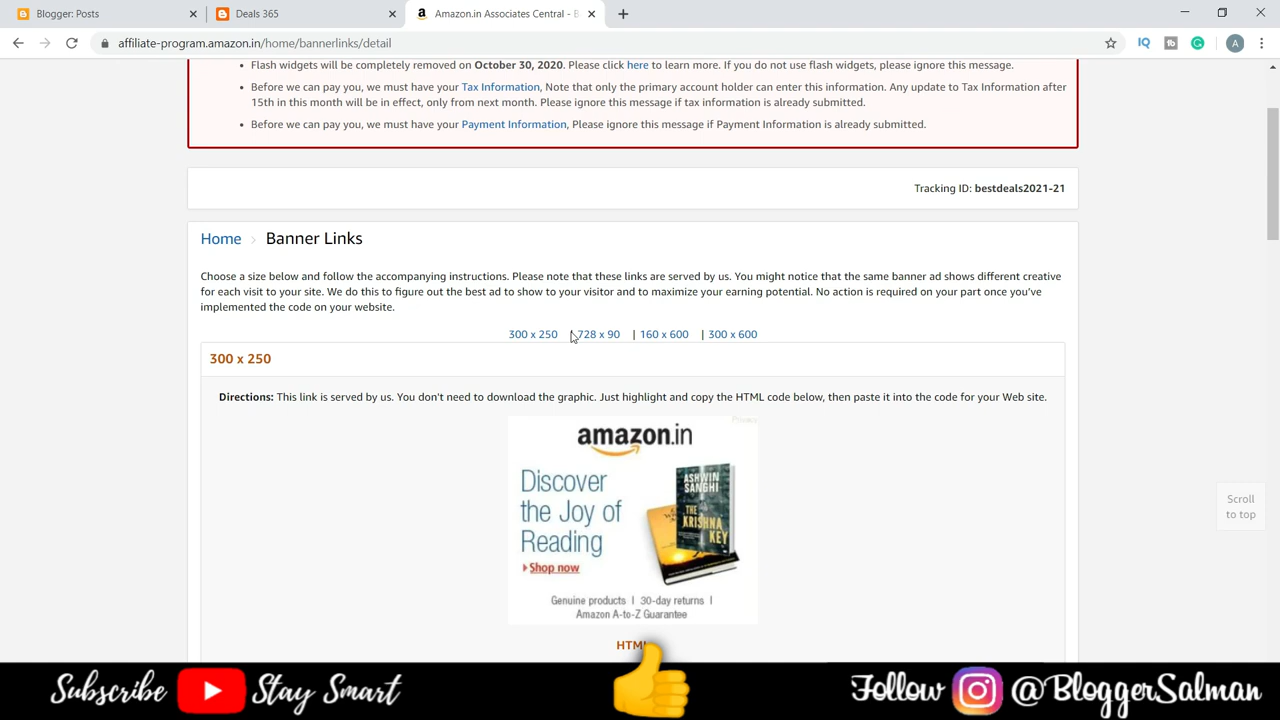 Blogger: Posts
Deals 365
Amazon.in Associates Central - B
affiliate-program.amazon.in/home/bannerlinks/detail
IQ
A
• Flash widgets will be completely removed on October 30, 2020. Please click here to learn more. If you do not use flash widgets, please ignore this message.
• Before we can pay you, we must have your Tax Information, Note that only the primary account holder can enter this information. Any update to Tax Information after
15th in this month will be in effect, only from next month. Please ignore this message if tax information is already submitted.
• Before we can pay you, we must have your Payment Information, Please ignore this message if Payment Information is already submitted.
Tracking ID: bestdeals2021-21
Home › Banner Links
Choose a size below and follow the accompanying instructions. Please note that these links are served by us. You might notice that the same banner ad shows different creative
for each visit to your site. We do this to figure out the best ad to show to your visitor and to maximize your earning potential. No action is required on your part once you've
implemented the code on your website.
300 x 250 | 728 x 90 | 160 x 600 | 300 x 600
300 x 250
Directions: This link is served by us. You don't need to download the graphic. Just highlight and copy the HTML code below, then paste it into the code for your Web site.
Privacy
amazon.in
Discover
the Joy of
Reading
Shop now
ASHWIN
SANGHI
THE
KRISHNA
KEY
Genuine products | 30-day returns |
Amazon A-to-Z Guarantee
Scroll
to top
HTML
Subscribe Stay Smart
Follow @BloggerSalman